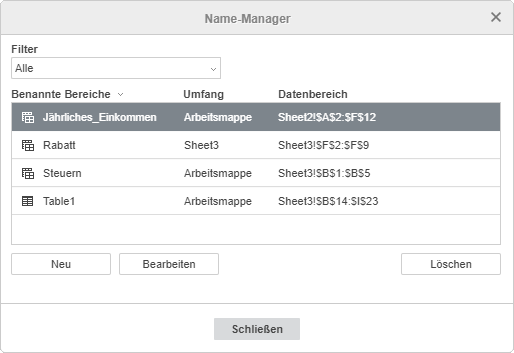 Name-Manager
Filter
Alle
Benannte Bereiche Umfang Datenbereich
Jährliches_Einkommen Arbeitsmappe Sheet2!$A$2:$F$12
Rabatt Sheet3 Sheet3!$F$2:$F$9
Steuern Arbeitsmappe Sheet3!$B$1:$B$5
Table1 Arbeitsmappe Sheet3!$B$14:$I$23
Neu Bearbeiten Löschen
Schließen